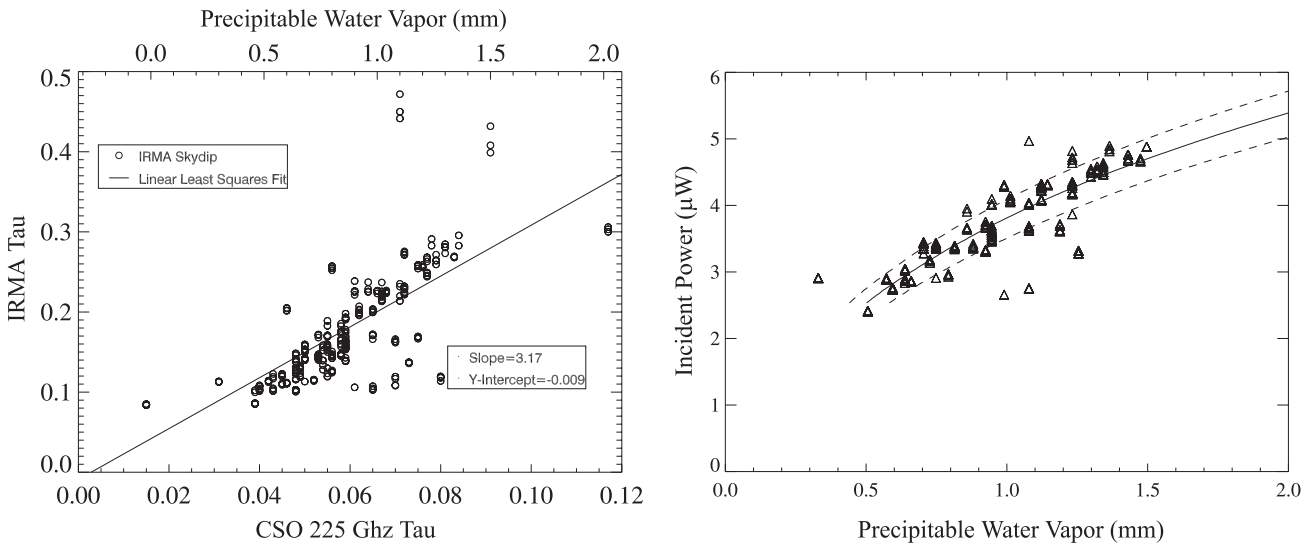 Precipitable Water Vapor (mm)
0.0 0.5 1.0 1.5 2.0
0.5
0.4
0.3
0.2
0.1
0.0
IRMA Tau
IRMA Skydip
Linear Least Squares Fit
Slope=3.17
Y-Intercept=-0.009
0.00 0.02 0.04 0.06 0.08 0.10 0.12
CSO 225 Ghz Tau
6
5
4
3
2
1
0
Incident Power (μW)
0.0 0.5 1.0 1.5 2.0
Precipitable Water Vapor (mm)